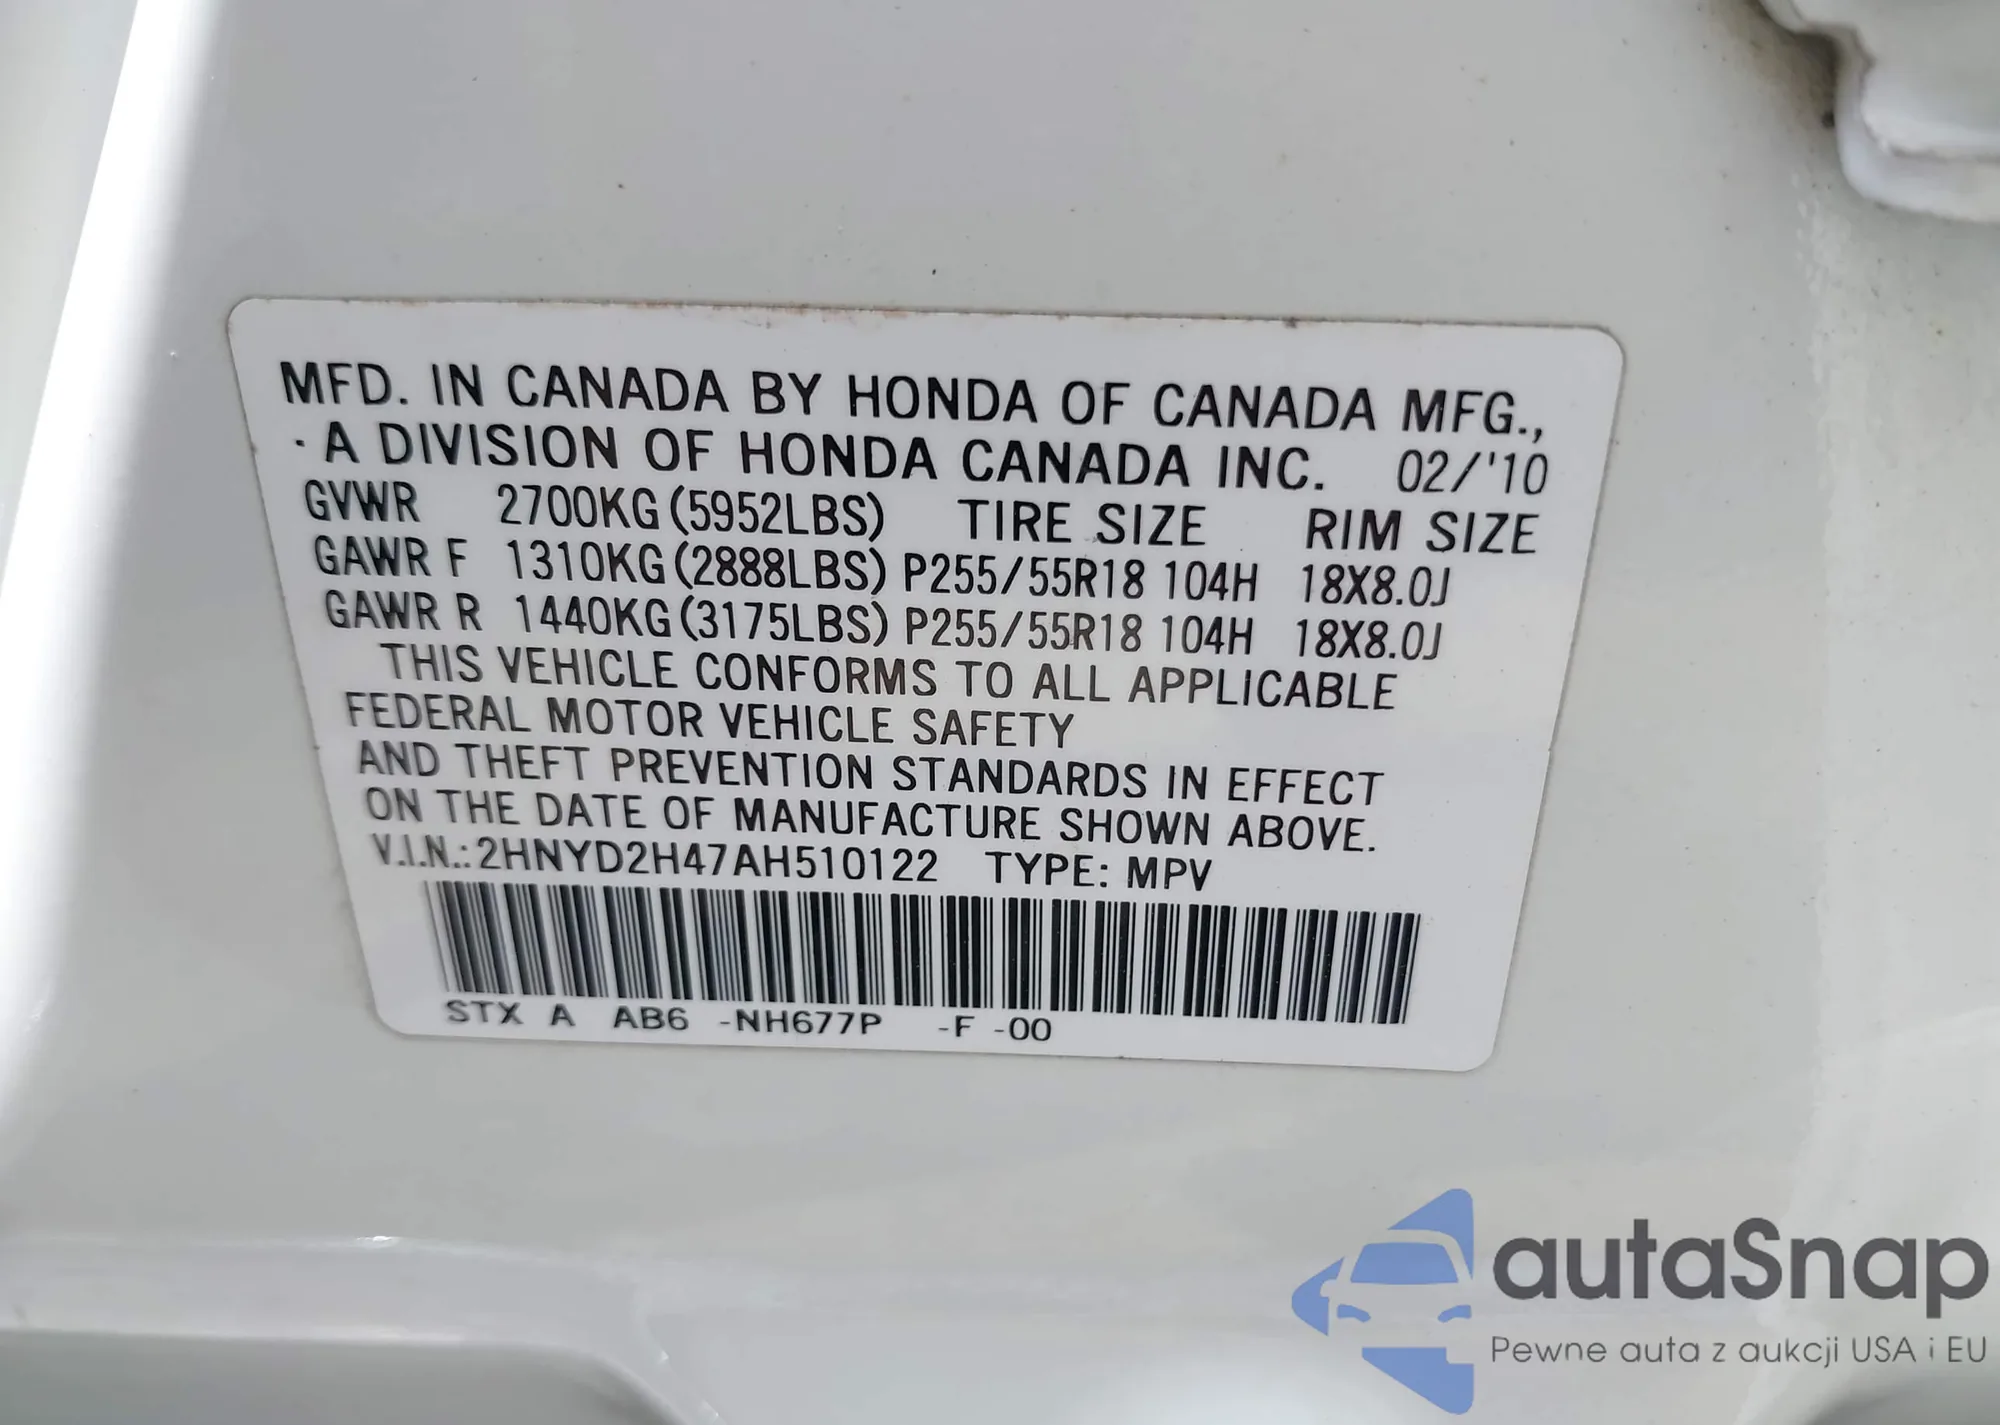 MFD. IN CANADA BY HONDA OF CANADA MFG.,
· A DIVISION OF HONDA CANADA INC. 02/'10
GVWR 2700KG (5952LBS) TIRE SIZE RIM SIZE
GAWR F 1310KG (2888LBS) P255/55R18 104H 18X8.0J
GAWR R 1440KG (3175LBS) P255/55R18 104H 18X8.0J
THIS VEHICLE CONFORMS TO ALL APPLICABLE
FEDERAL MOTOR VEHICLE SAFETY
AND THEFT PREVENTION STANDARDS IN EFFECT
ON THE DATE OF MANUFACTURE SHOWN ABOVE.
V.I.N.: 2HNYD2H47AH510122 TYPE: MPV
STX A AB6 -NH677P -F -00
autaSnap
Pewne auta z aukcji USA i EU